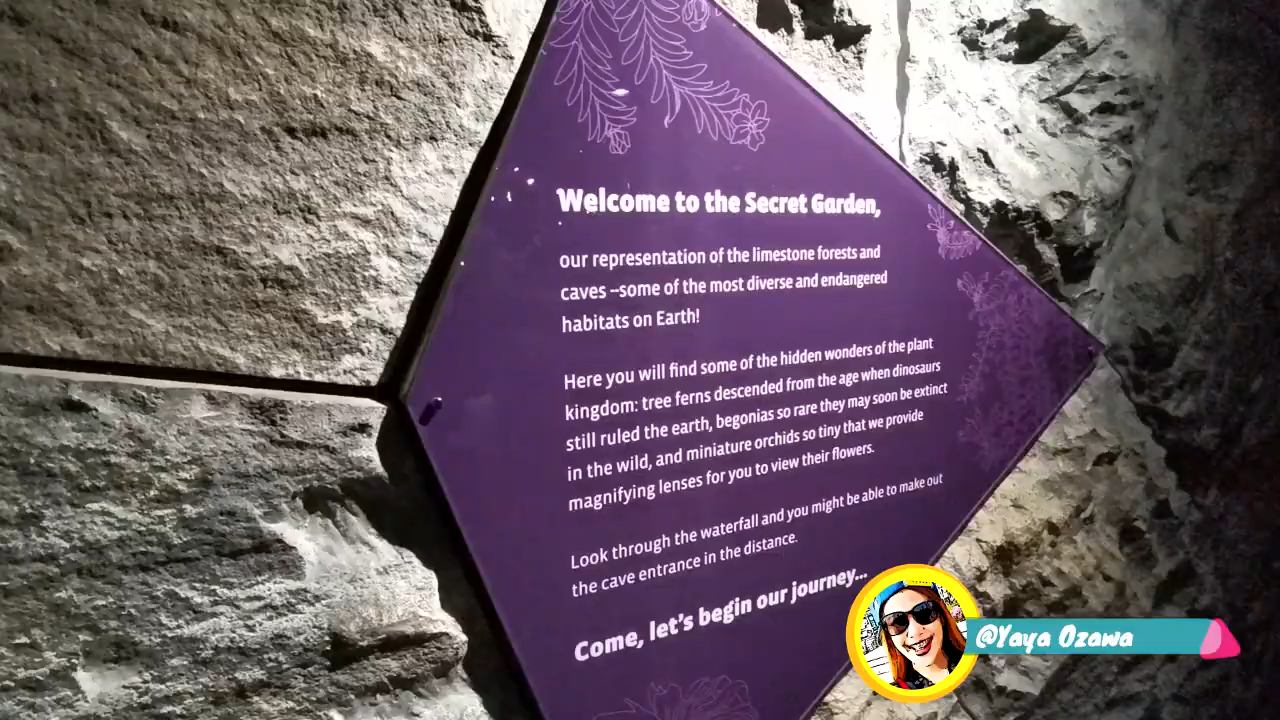 Welcome to the Secret Garden,
our representation of the limestone forests and
caves –some of the most diverse and endangered
habitats on Earth!
Here you will find some of the hidden wonders of the plant
kingdom: tree ferns descended from the age when dinosaurs
still ruled the earth, begonias so rare they may soon be extinct
in the wild, and miniature orchids so tiny that we provide
magnifying lenses for you to view their flowers.
Look through the waterfall and you might be able to make out
the cave entrance in the distance.
Come, let's begin our journey...
@Yaya Ozawa